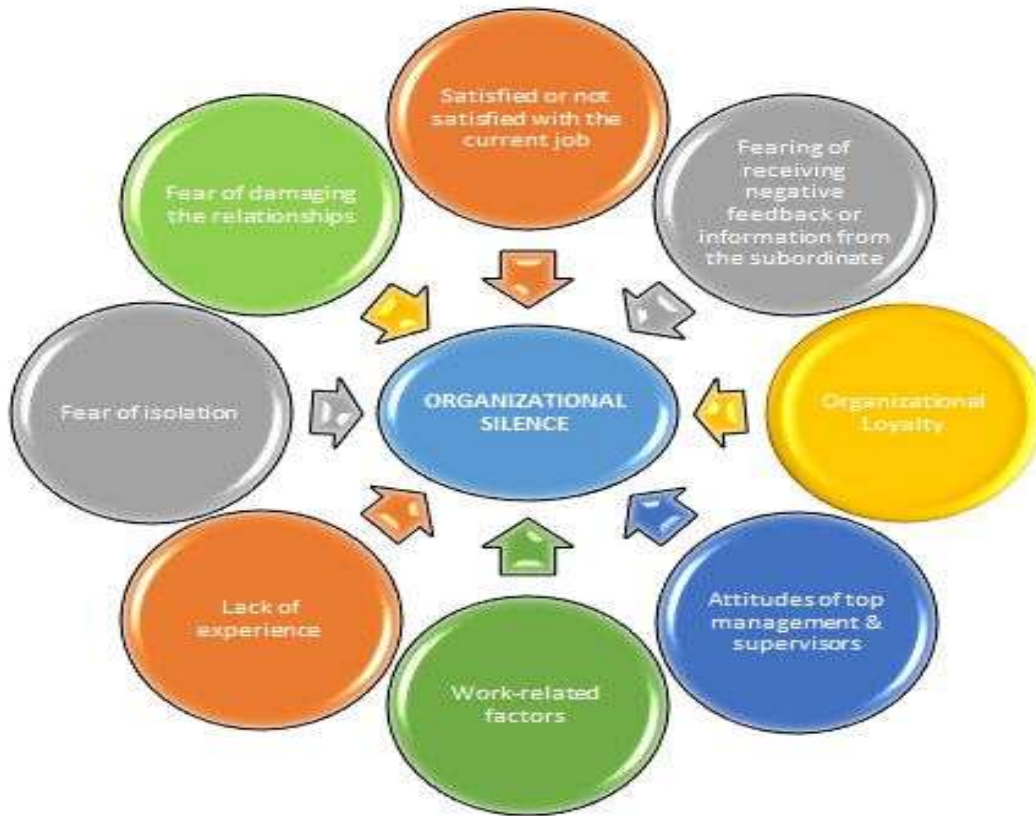 Satisfied or not
satisfied with the
current job
Fearing of
receiving
negative
feedback or
information from
the subordinate
Organizational
Loyalty
Attitudes of top
management &
supervisors
Work-related
factors
Lack of
experience
Fear of isolation
Fear of damaging
the relationships
ORGANIZATIONAL
SILENCE